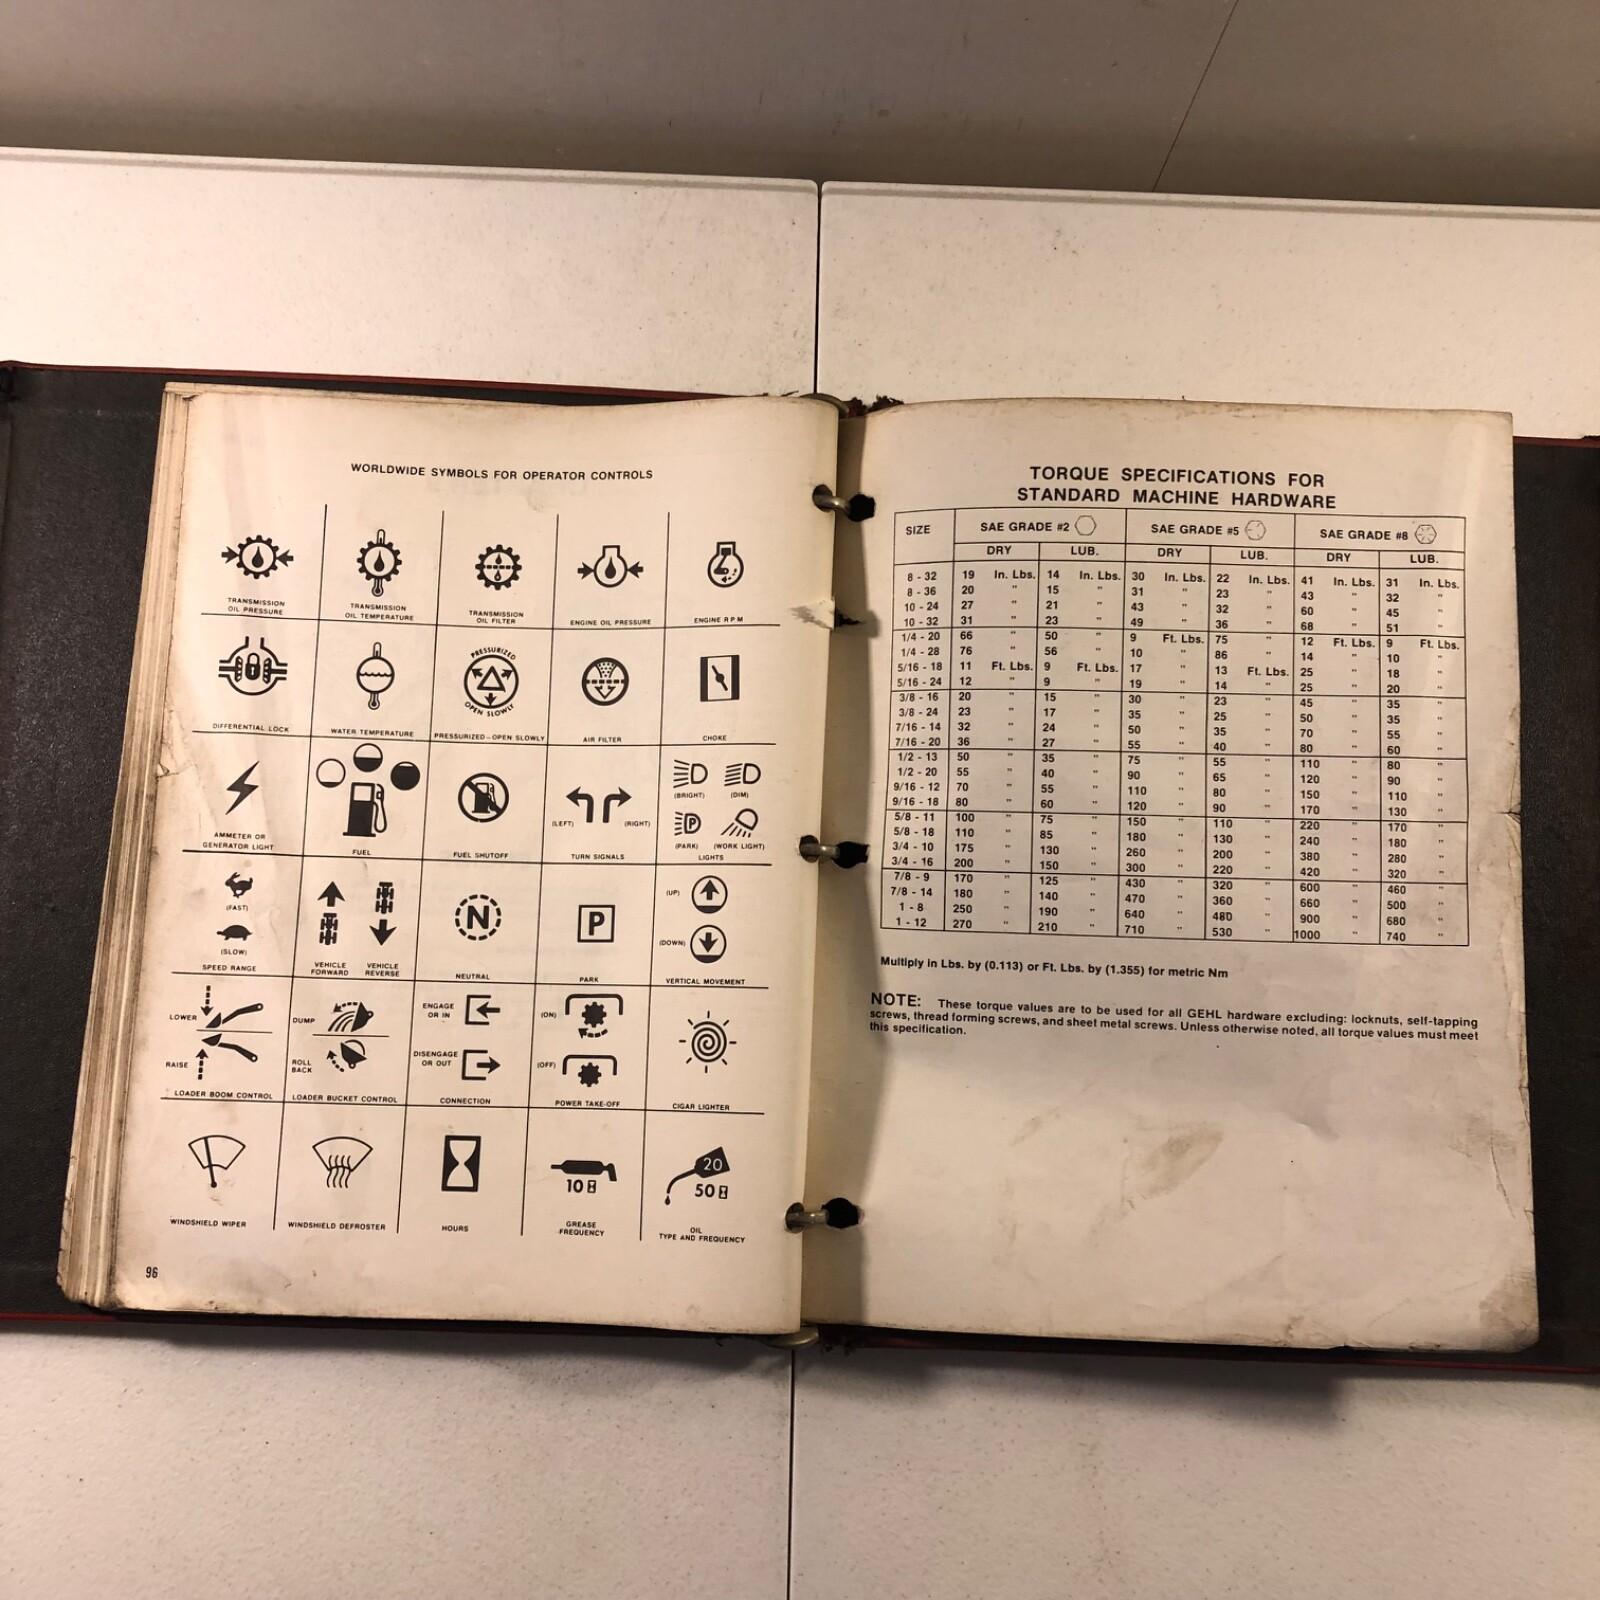 WORLDWIDE SYMBOLS FOR OPERATOR CONTROLS
TRANSMISSION
OIL PRESSURE
TRANSMISSION
OIL TEMPERATURE
TRANSMISSION
OIL FILTER
ENGINE OIL PRESSURE
ENGINE RPM
DIFFERENTIAL LOCK
WATER TEMPERATURE
PRESSURIZED
OPEN SLOWLY
PRESSURIZED-OPEN SLOWLY
AIR FILTER
CHOKE
AMMETER OR
GENERATOR LIGHT
FUEL
FUEL SHUTOFF
(LEFT) (RIGHT)
TURN SIGNALS
(BRIGHT) (DIM)
P
(PARK) (WORK LIGHT)
LIGHTS
(FAST)
(SLOW)
SPEED RANGE
VEHICLE FORWARD
VEHICLE REVERSE
N
NEUTRAL
P
PARK
(UP)
(DOWN)
VERTICAL MOVEMENT
LOWER
RAISE
LOADER BOOM CONTROL
DUMP
ROLL
BACK
LOADER BUCKET CONTROL
ENGAGE
OR IN
DISENGAGE
OR OUT
CONNECTION
(ON)
(OFF)
POWER TAKE-OFF
CIGAR LIGHTER
WINDSHIELD WIPER
WINDSHIELD DEFROSTER
HOURS
10
GREASE
FREQUENCY
20
50
OIL
TYPE AND FREQUENCY
96
TORQUE SPECIFICATIONS FOR
STANDARD MACHINE HARDWARE
SIZE SAE GRADE #2 SAE GRADE #5 SAE GRADE #8
DRY LUB. DRY LUB. DRY LUB.
8 - 32 19 In. Lbs. 14 In. Lbs. 30 In. Lbs. 22 In. Lbs. 41 In. Lbs. 31 In. Lbs.
8 - 36 20 " 15 " 31 " 23 " 43 " 32 "
10 - 24 27 " 21 " 43 " 32 " 60 " 45 "
10 - 32 31 " 23 " 49 " 36 " 68 " 51 "
1/4 - 20 66 " 50 " 9 Ft. Lbs. 75 " 12 Ft. Lbs. 9 Ft. Lbs.
1/4 - 28 76 " 56 " 10 " 86 " 14 " 10 "
5/16 - 18 11 Ft. Lbs. 9 Ft. Lbs. 17 " 13 Ft. Lbs. 25 " 18 "
5/16 - 24 12 " 9 " 19 " 14 " 25 " 20 "
3/8 - 16 20 " 15 " 30 " 23 " 45 " 35 "
3/8 - 24 23 " 17 " 35 " 25 " 50 " 35 "
7/16 - 14 32 " 24 " 50 " 35 " 70 " 55 "
7/16 - 20 36 " 27 " 55 " 40 " 80 " 60 "
1/2 - 13 50 " 35 " 75 " 55 " 110 " 80 "
1/2 - 20 55 " 40 " 90 " 65 " 120 " 90 "
9/16 - 12 70 " 55 " 110 " 80 " 150 " 110 "
9/16 - 18 80 " 60 " 120 " 90 " 170 " 130 "
5/8 - 11 100 " 75 " 150 " 110 " 220 " 170 "
5/8 - 18 110 " 85 " 180 " 130 " 240 " 180 "
3/4 - 10 175 " 130 " 260 " 200 " 380 " 280 "
3/4 - 16 200 " 150 " 300 " 220 " 420 " 320 "
7/8 - 9 170 " 125 " 430 " 320 " 600 " 460 "
7/8 - 14 180 " 140 " 470 " 360 " 660 " 500 "
1 - 8 250 " 190 " 640 " 480 " 900 " 680 "
1 - 12 270 " 210 " 710 " 530 " 1000 " 740 "
Multiply in Lbs. by (0.113) or Ft. Lbs. by (1.355) for metric Nm
NOTE: These torque values are to be used for all GEHL hardware excluding: locknuts, self-tapping
screws, thread forming screws, and sheet metal screws. Unless otherwise noted, all torque values must meet
this specification.